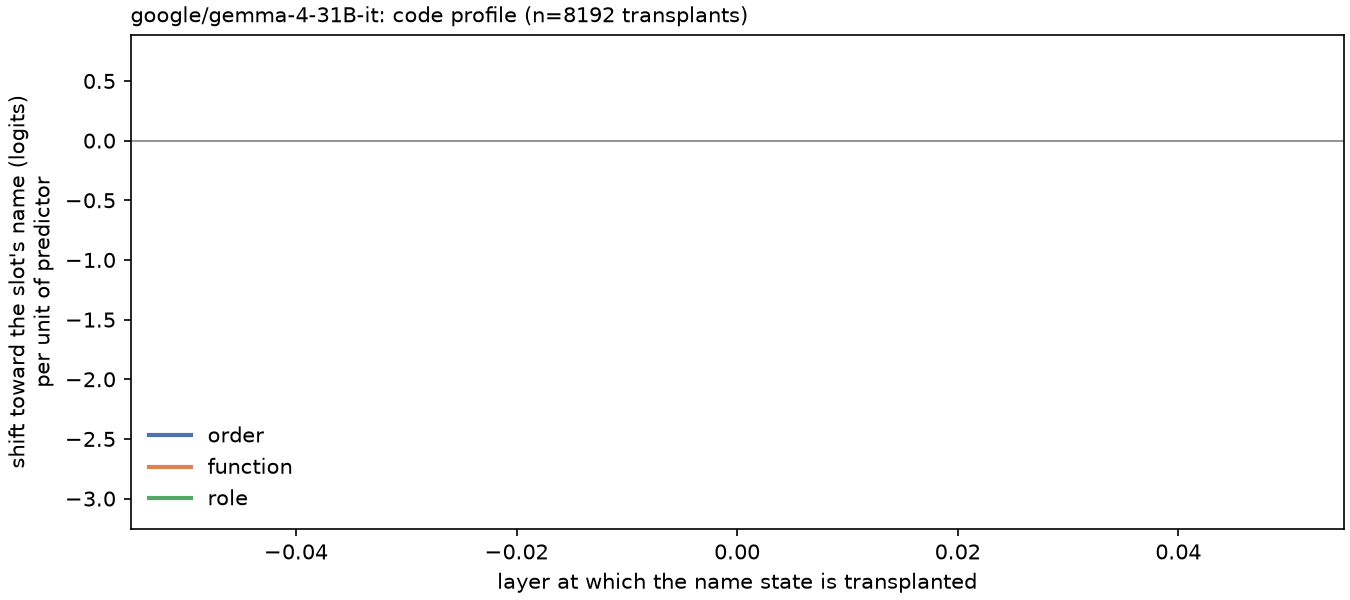 google/gemma-4-31B-it: code profile (n=8192 transplants)
shift toward the slot's name (logits)
per unit of predictor
0.5
0.0
−0.5
−1.0
−1.5
−2.0
−2.5
−3.0
order
function
role
−0.04
−0.02
0.00
0.02
0.04
layer at which the name state is transplanted